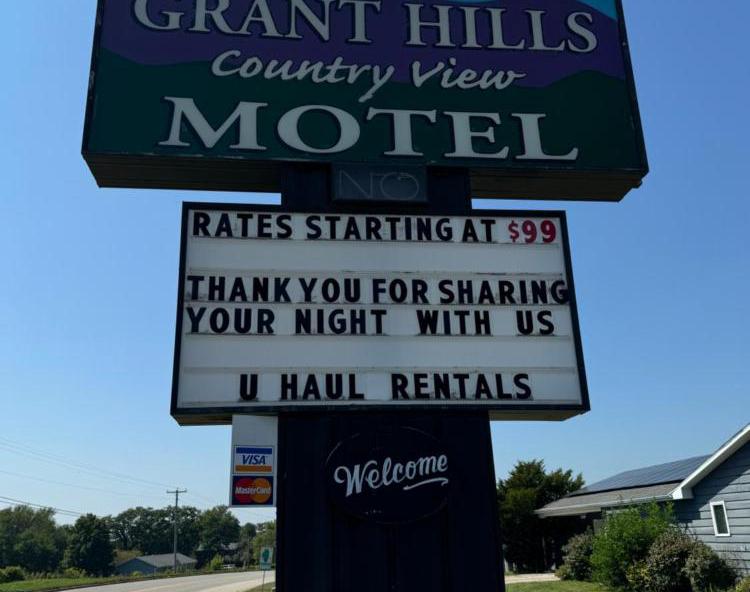 GRANT HILLS
Country View
MOTEL
NO
RATES STARTING AT $99
THANK YOU FOR SHARING
YOUR NIGHT WITH US
U HAUL RENTALS
VISA
MasterCard
Welcome